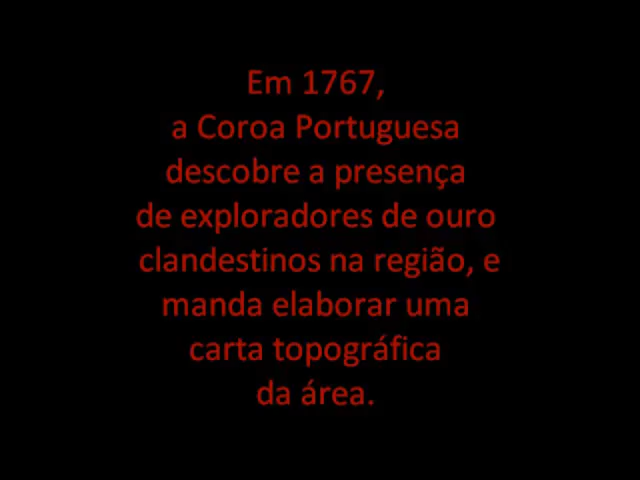 Em 1767,
a Coroa Portuguesa
descobre a presença
de exploradores de ouro
clandestinos na região, e
manda elaborar uma
carta topográfica
da área.